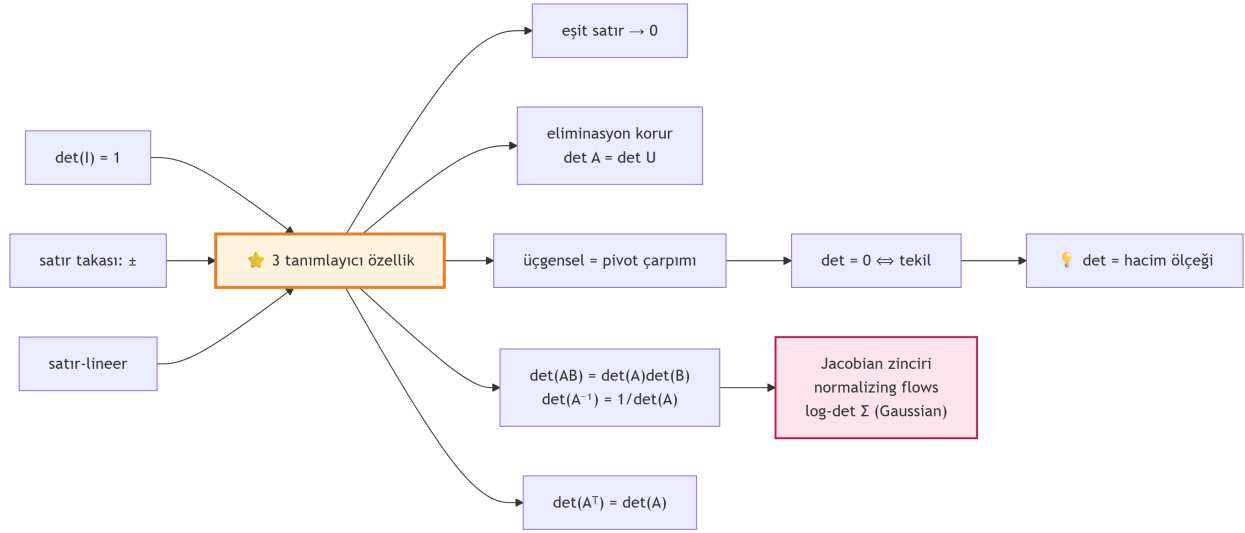 det(I) = 1
satır takası: ±
satır-lineer
⭐ 3 tanımlayıcı özellik
eşit satır → 0
eliminasyon korur
det A = det U
üçgensel = pivot çarpımı
det = 0 ⟺ tekil
💡 det = hacim ölçeği
det(AB) = det(A)det(B)
det(A⁻¹) = 1/det(A)
Jacobian zinciri
normalizing flows
log-det Σ (Gaussian)
det(Aᵀ) = det(A)